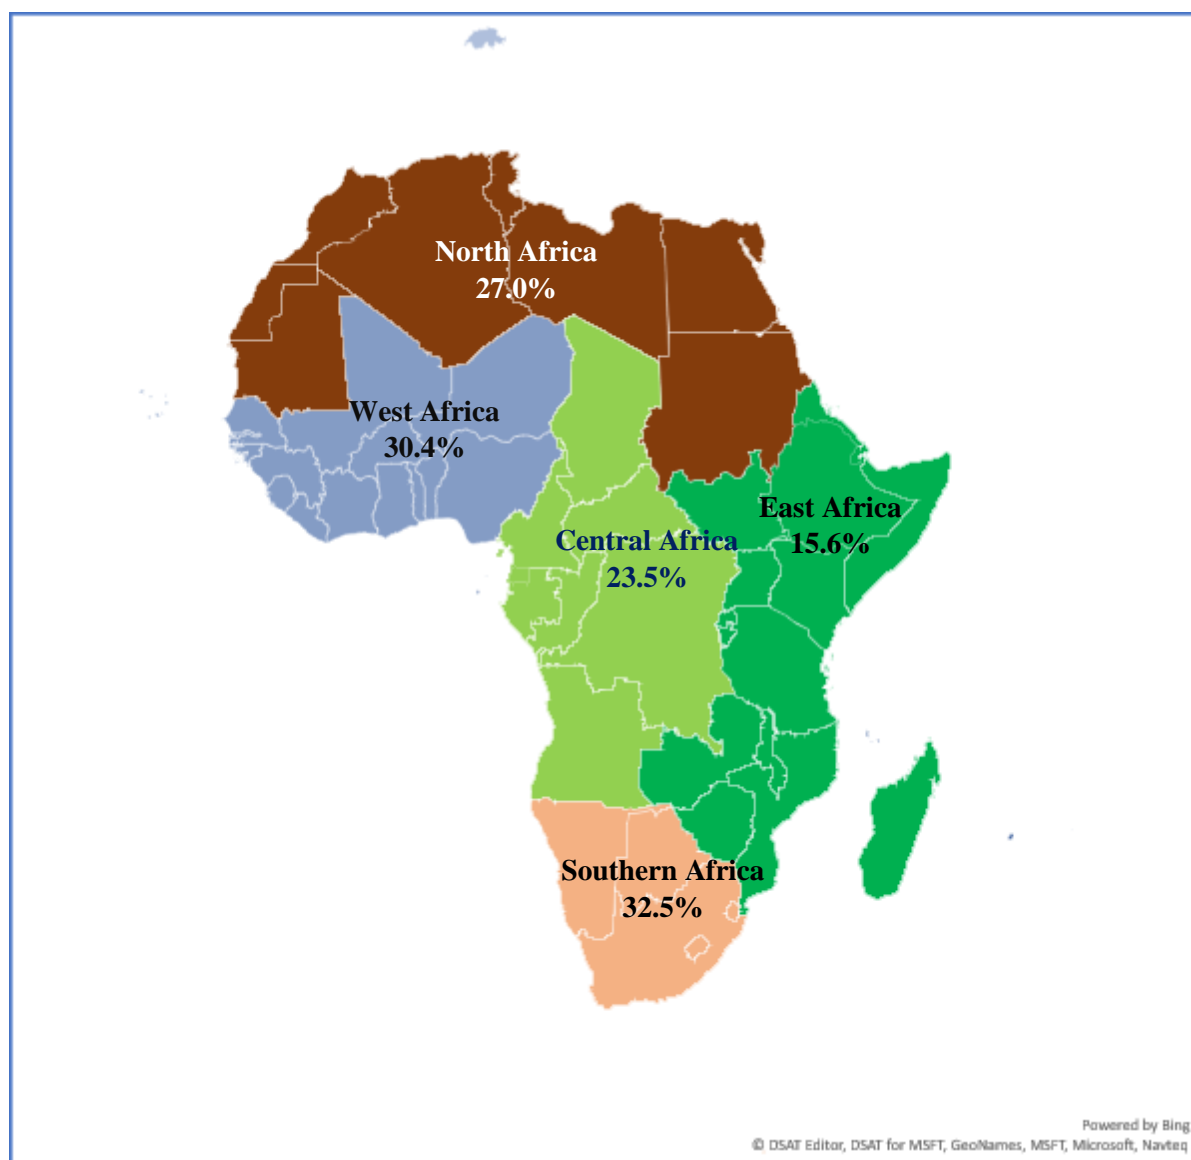 North Africa
27.0%
West Africa
30.4%
East Africa
15.6%
Central Africa
23.5%
Southern Africa
32.5%
Powered by Bing
© DSAT Editor, DSAT for MSFT, GeoNames, MSFT, Microsoft, Navteq